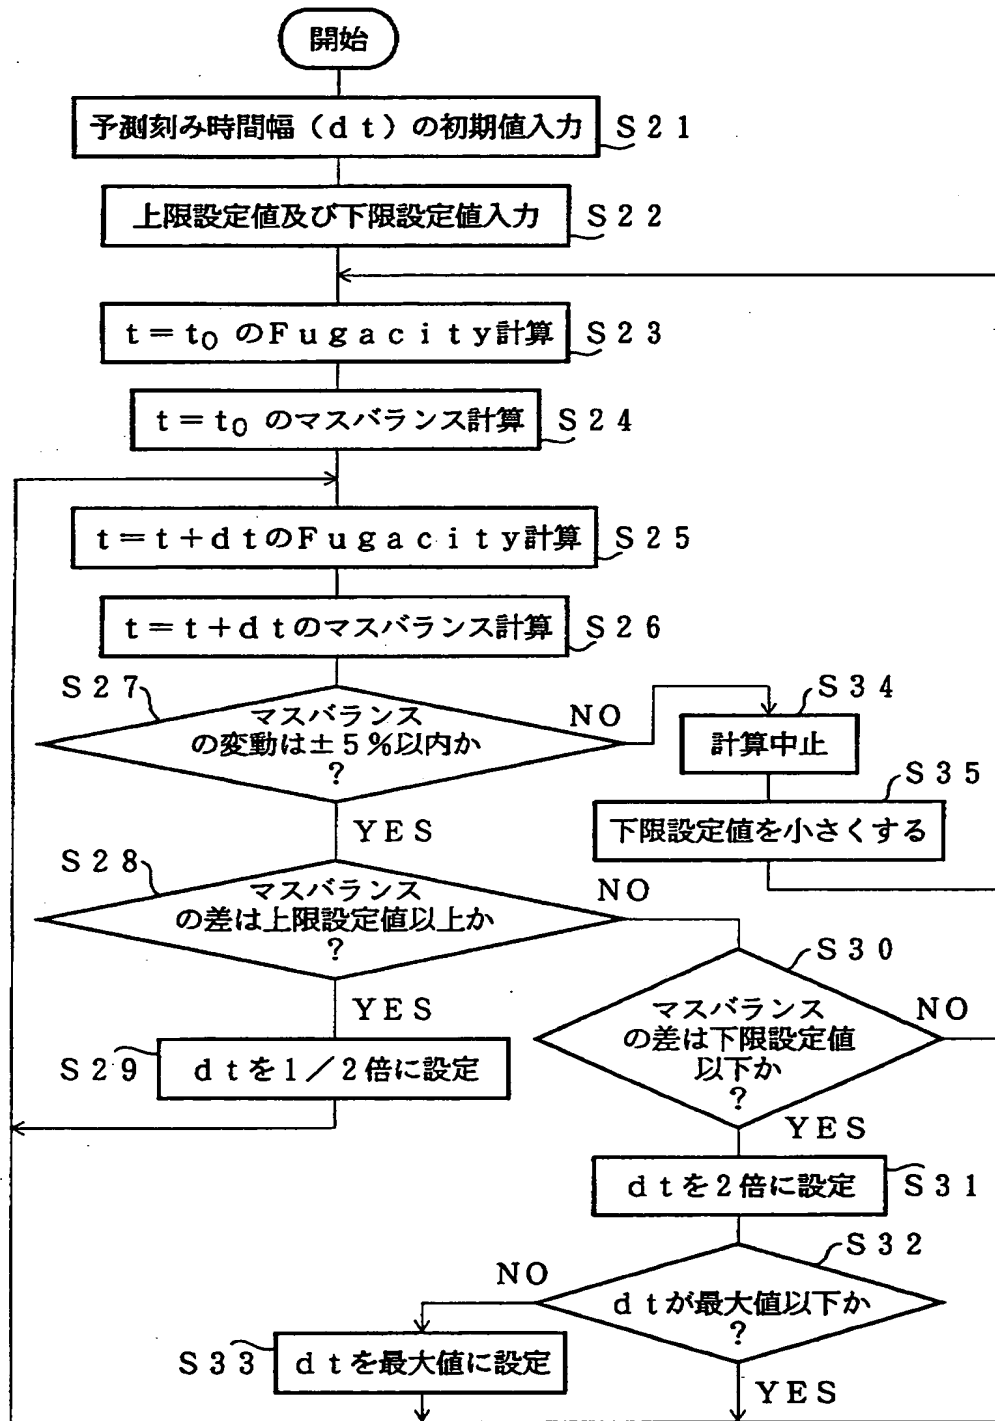 開始
予測刻み時間幅（ｄｔ）の初期値入力
Ｓ２１
上限設定値及び下限設定値入力
Ｓ２２
ｔ＝ｔ₀ のＦｕｇａｃｉｔｙ計算
Ｓ２３
ｔ＝ｔ₀ のマスバランス計算
Ｓ２４
ｔ＝ｔ＋ｄｔのＦｕｇａｃｉｔｙ計算
Ｓ２５
ｔ＝ｔ＋ｄｔのマスバランス計算
Ｓ２６
Ｓ２７
マスバランス
の変動は±５％以内か
？
ＮＯ
ＹＥＳ
Ｓ３４
計算中止
Ｓ３５
下限設定値を小さくする
Ｓ２８
マスバランス
の差は上限設定値以上か
？
ＮＯ
ＹＥＳ
Ｓ２９
ｄｔを１／２倍に設定
Ｓ３０
マスバランス
の差は下限設定値
以下か
？
ＮＯ
ＹＥＳ
ｄｔを２倍に設定
Ｓ３１
Ｓ３２
ｄｔが最大値以下か
？
ＮＯ
ＹＥＳ
Ｓ３３
ｄｔを最大値に設定